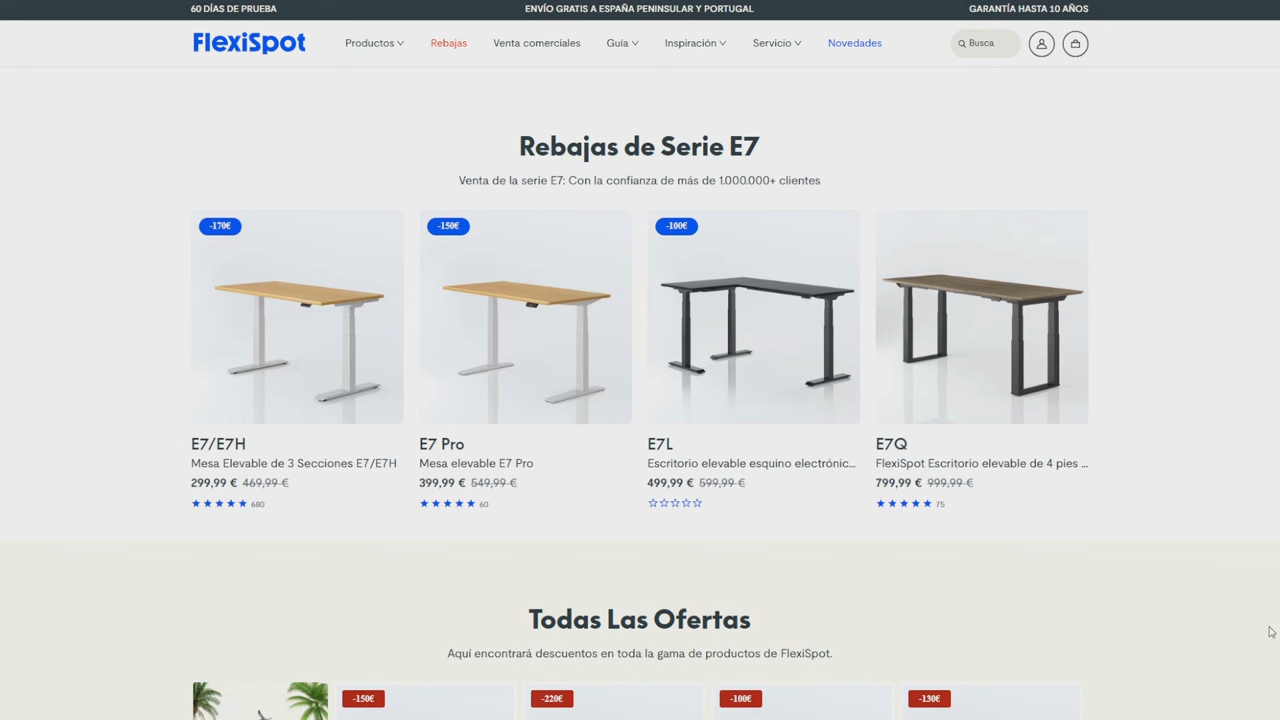 60 DÍAS DE PRUEBA
ENVÍO GRATIS A ESPAÑA PENINSULAR Y PORTUGAL
GARANTÍA HASTA 10 AÑOS
FlexiSpot
Productos
Rebajas
Venta comerciales
Guía
Inspiración
Servicio
Novedades
Busca
Rebajas de Serie E7
Venta de la serie E7: Con la confianza de más de 1.000.000+ clientes
-170€
-150€
-100€
E7/E7H
Mesa Elevable de 3 Secciones E7/E7H
299,99 € 469,99 €
680
E7 Pro
Mesa elevable E7 Pro
399,99 € 549,99 €
60
E7L
Escritorio elevable esquino electrónic...
499,99 € 599,99 €
E7Q
FlexiSpot Escritorio elevable de 4 pies ...
799,99 € 999,99 €
75
Todas Las Ofertas
Aquí encontrará descuentos en toda la gama de productos de FlexiSpot.
-150€
-220€
-100€
-130€